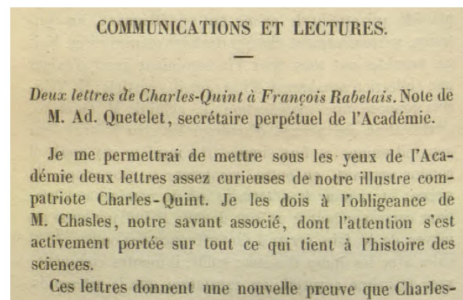 COMMUNICATIONS ET LECTURES.
Deux lettres de Charles-Quint à François Rabelais. Note de
M. Ad. Quetelet, secrétaire perpétuel de l'Académie.
Je me permettrai de mettre sous les yeux de l'Aca-
démie deux lettres assez curieuses de notre illustre com-
patriote Charles-Quint. Je les dois à l'obligeance de
M. Chasles, notre savant associé, dont l'attention s'est
activement portée sur tout ce qui tient à l'histoire des
sciences.
Ces lettres donnent une nouvelle preuve que Charles-